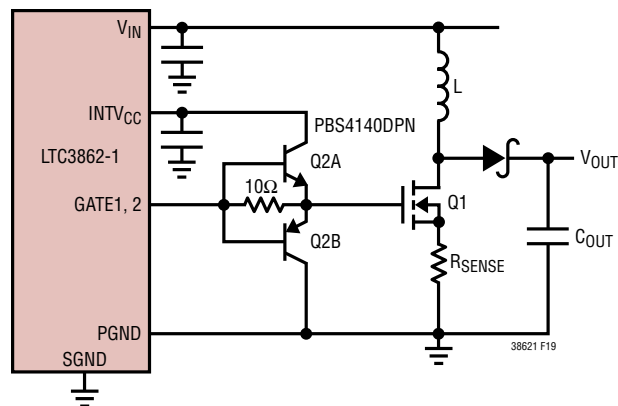 V_IN
INTV_CC
PBS4140DPN
L
LTC3862-1
Q2A
10Ω
V_OUT
GATE1, 2
Q1
Q2B
C_OUT
R_SENSE
PGND
38621 F19
SGND